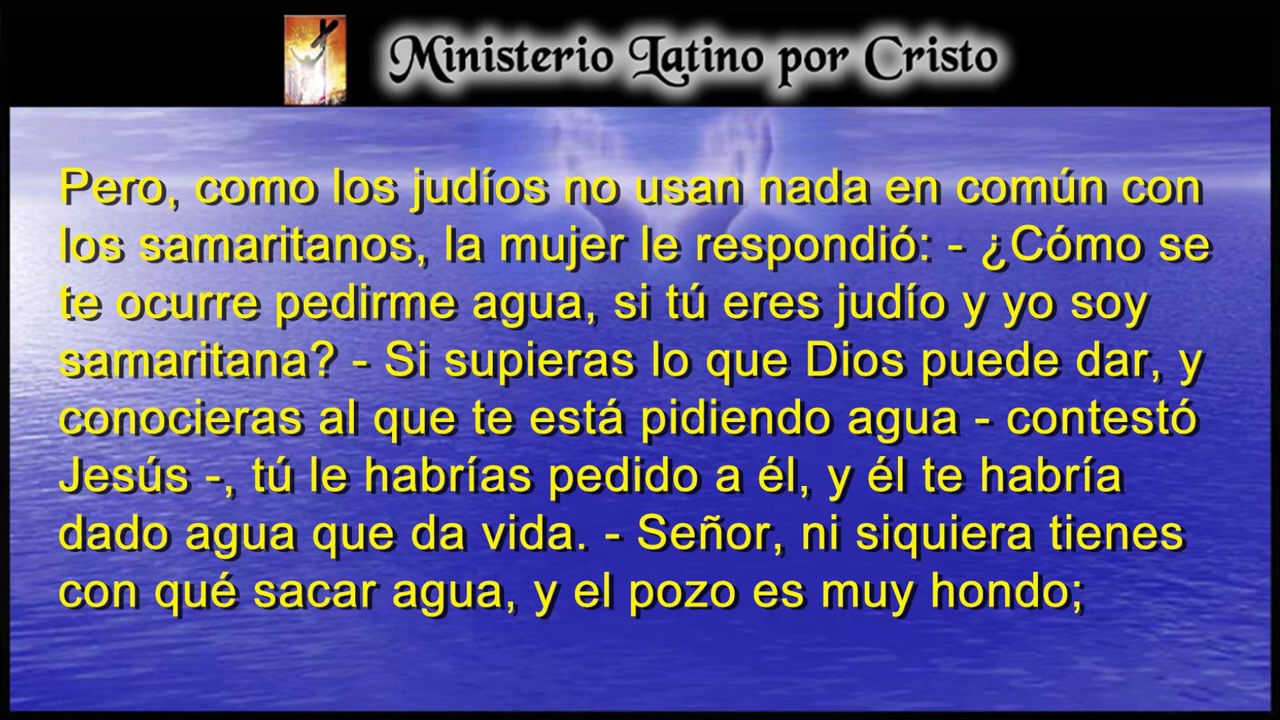 Ministerio Latino por Cristo
Pero, como los judíos no usan nada en común con
los samaritanos, la mujer le respondió: - ¿Cómo se
te ocurre pedirme agua, si tú eres judío y yo soy
samaritana? - Si supieras lo que Dios puede dar, y
conocieras al que te está pidiendo agua - contestó
Jesús -, tú le habrías pedido a él, y él te habría
dado agua que da vida. - Señor, ni siquiera tienes
con qué sacar agua, y el pozo es muy hondo;